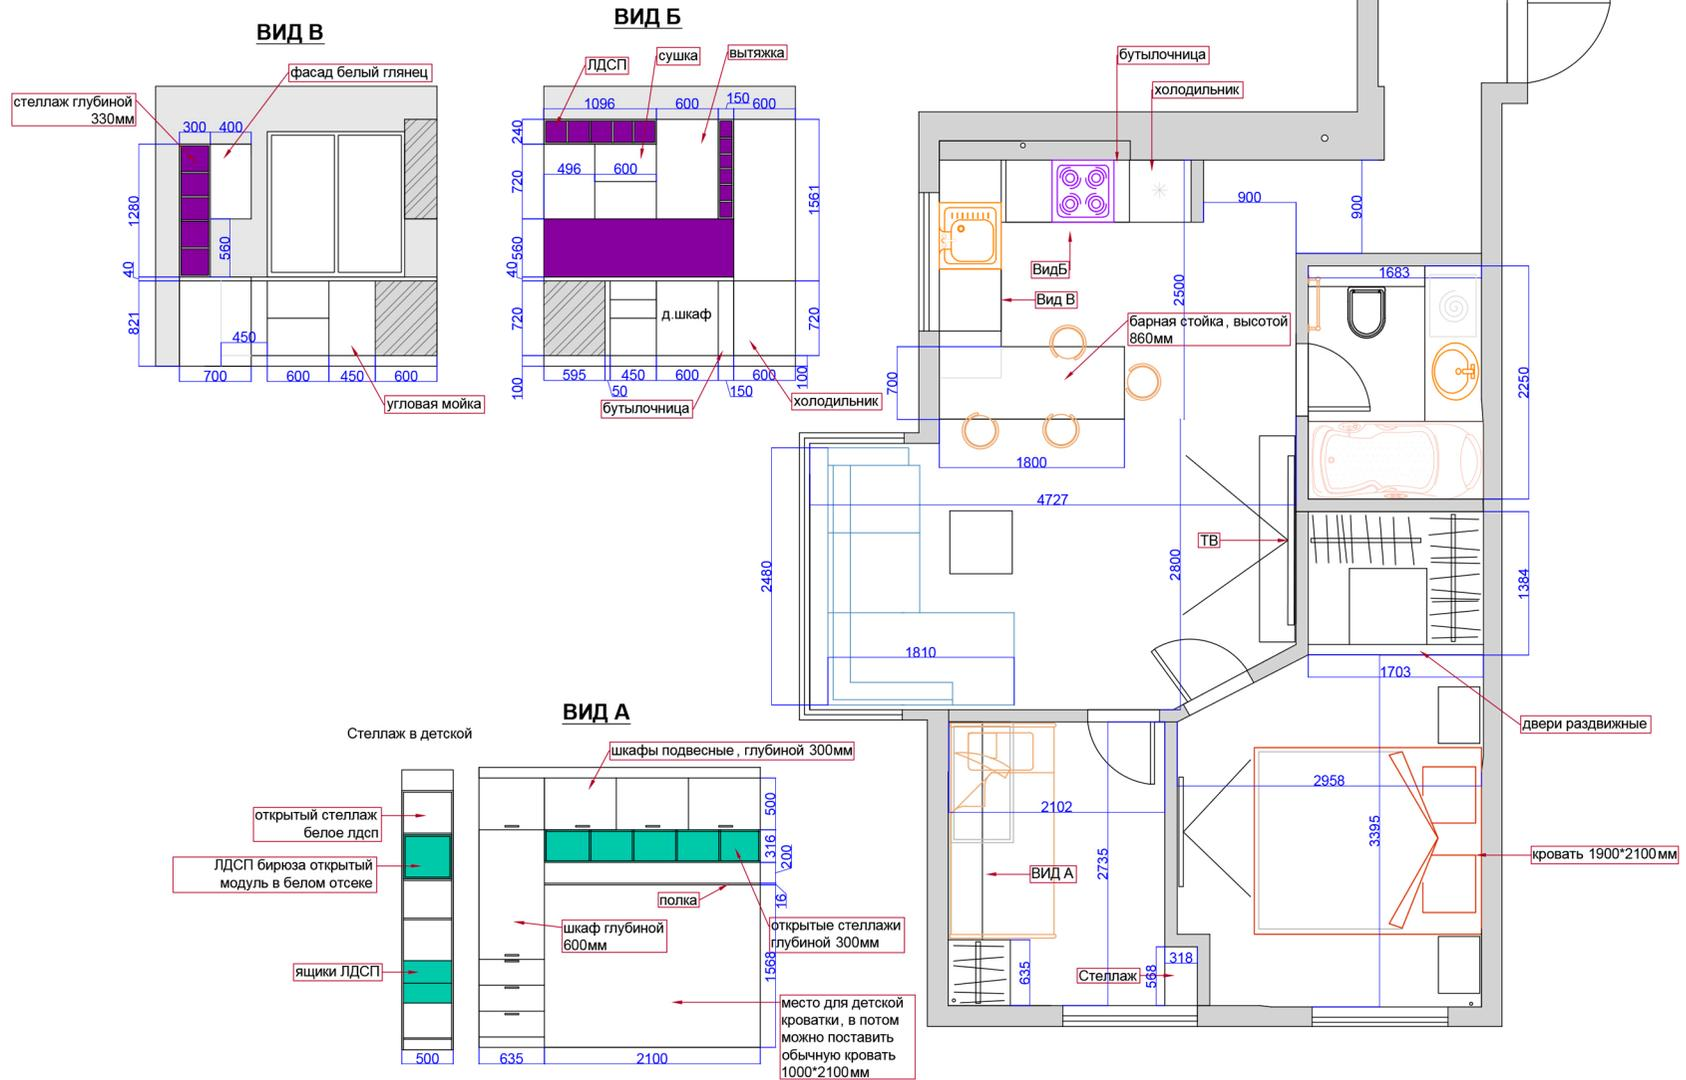 ВИД В
фасад белый глянец
стеллаж глубиной
330мм
300
400
1280
560
40
821
450
700
600
450
600
угловая мойка
ВИД Б
ЛДСП
сушка
вытяжка
1096
600
150
600
240
496
600
720
1561
560
40
д.шкаф
720
720
595
450
600
600
100
50
150
100
бутылочница
холодильник
бутылочница
холодильник
900
900
2500
ВидБ
Вид В
барная стойка, высотой
860мм
1683
2250
700
1800
4727
ТВ
2480
2800
1384
1810
1703
двери раздвижные
2958
2102
3395
2735
кровать 1900*2100мм
ВИД А
318
635
Стеллаж
568
ВИД А
Стеллаж в детской
шкафы подвесные, глубиной 300мм
открытый стеллаж
белое лдсп
ЛДСП бирюза открытый
модуль в белом отсеке
500
316
200
полка
16
шкаф глубиной
600мм
открытые стеллажи
глубиной 300мм
ящики ЛДСП
1568
место для детской
кроватки, в потом
можно поставить
обычную кровать
1000*2100мм
500
635
2100